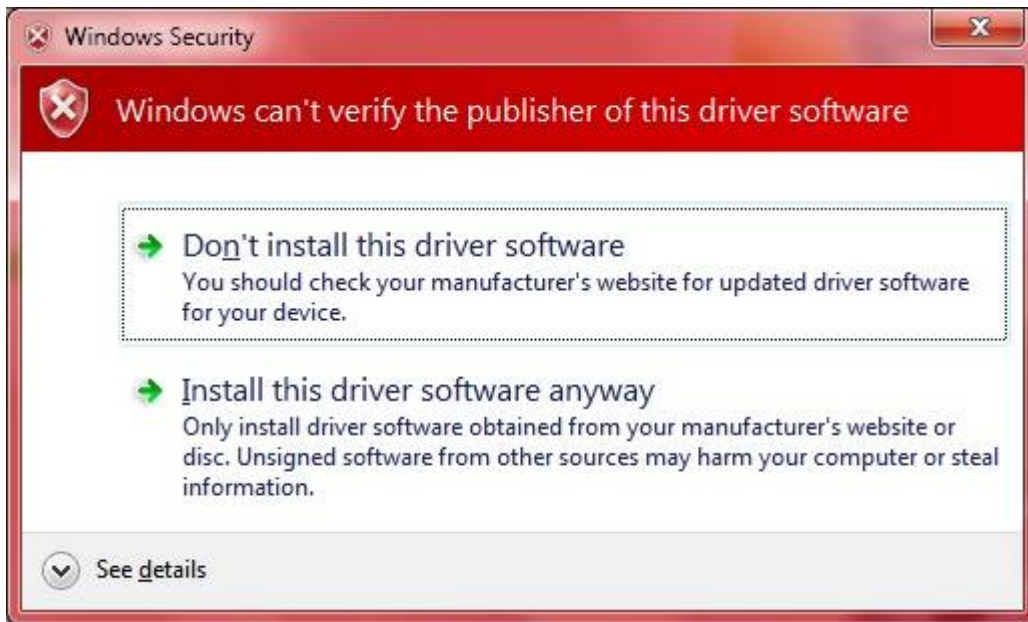 Windows Security
Windows can't verify the publisher of this driver software
Don't install this driver software
You should check your manufacturer's website for updated driver software
for your device.
Install this driver software anyway
Only install driver software obtained from your manufacturer's website or
disc. Unsigned software from other sources may harm your computer or steal
information.
See details